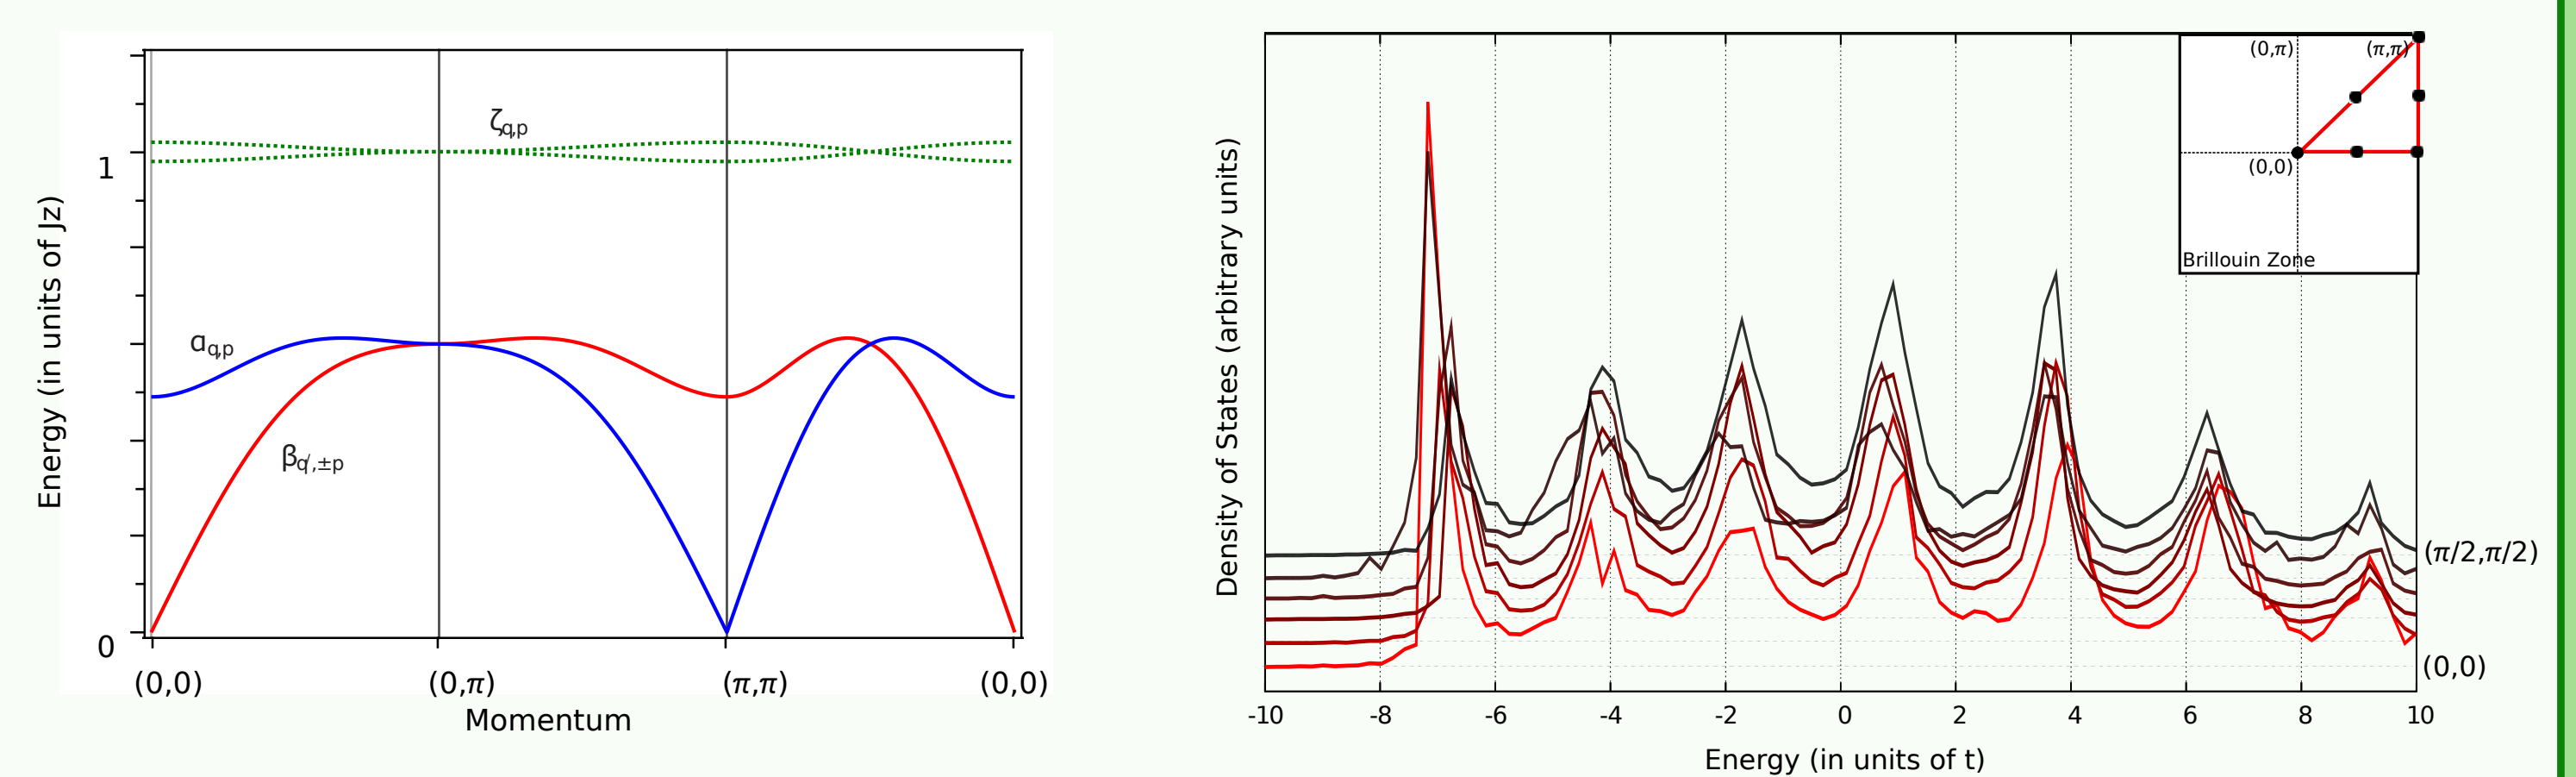 Energy (in units of Jz)
1
0
ζq,p
αq,p
βq′,±p
(0,0) (0,π) (π,π) (0,0)
Momentum
Density of States (arbitrary units)
(0,π) (π,π)
(0,0)
Brillouin Zone
(π/2,π/2)
(0,0)
-10 -8 -6 -4 -2 0 2 4 6 8 10
Energy (in units of t)